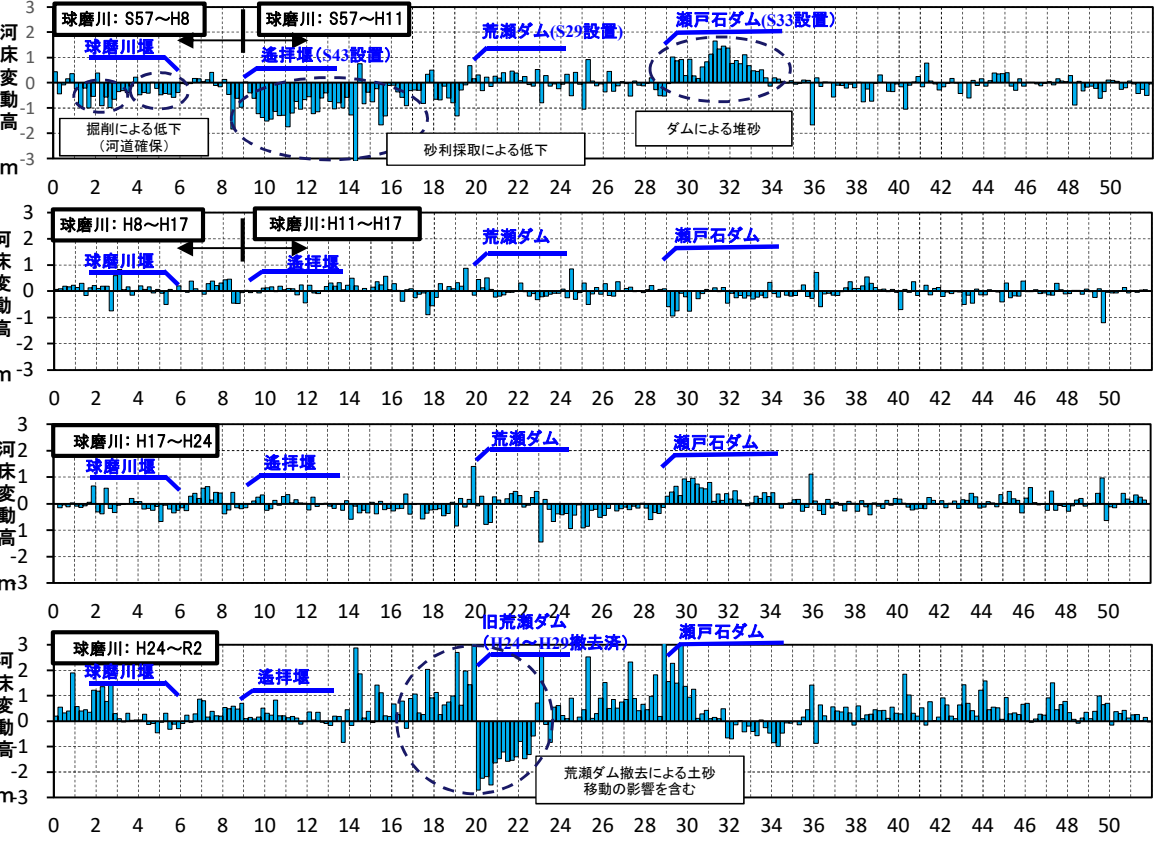 河床変動高 m
3
2
1
0
-1
-2
-3
球磨川：S57～H8
球磨川：S57～H11
球磨川堰
遙拝堰（S43設置）
荒瀬ダム(S29設置)
瀬戸石ダム(S33設置）
掘削による低下
（河道確保）
砂利採取による低下
ダムによる堆砂
0 2 4 6 8 10 12 14 16 18 20 22 24 26 28 30 32 34 36 38 40 42 44 46 48 50
河床変動高 m
3
2
1
0
-1
-2
-3
球磨川：H8～H17
球磨川：H11～H17
球磨川堰
遙拝堰
荒瀬ダム
瀬戸石ダム
0 2 4 6 8 10 12 14 16 18 20 22 24 26 28 30 32 34 36 38 40 42 44 46 48 50
河床変動高 m
3
2
1
0
-1
-2
-3
球磨川：H17～H24
球磨川堰
遙拝堰
荒瀬ダム
瀬戸石ダム
0 2 4 6 8 10 12 14 16 18 20 22 24 26 28 30 32 34 36 38 40 42 44 46 48 50
河床変動高 m
3
2
1
0
-1
-2
-3
球磨川：H24～R2
球磨川堰
遙拝堰
旧荒瀬ダム
（H24～H29撤去済）
瀬戸石ダム
荒瀬ダム撤去による土砂
移動の影響を含む
0 2 4 6 8 10 12 14 16 18 20 22 24 26 28 30 32 34 36 38 40 42 44 46 48 50